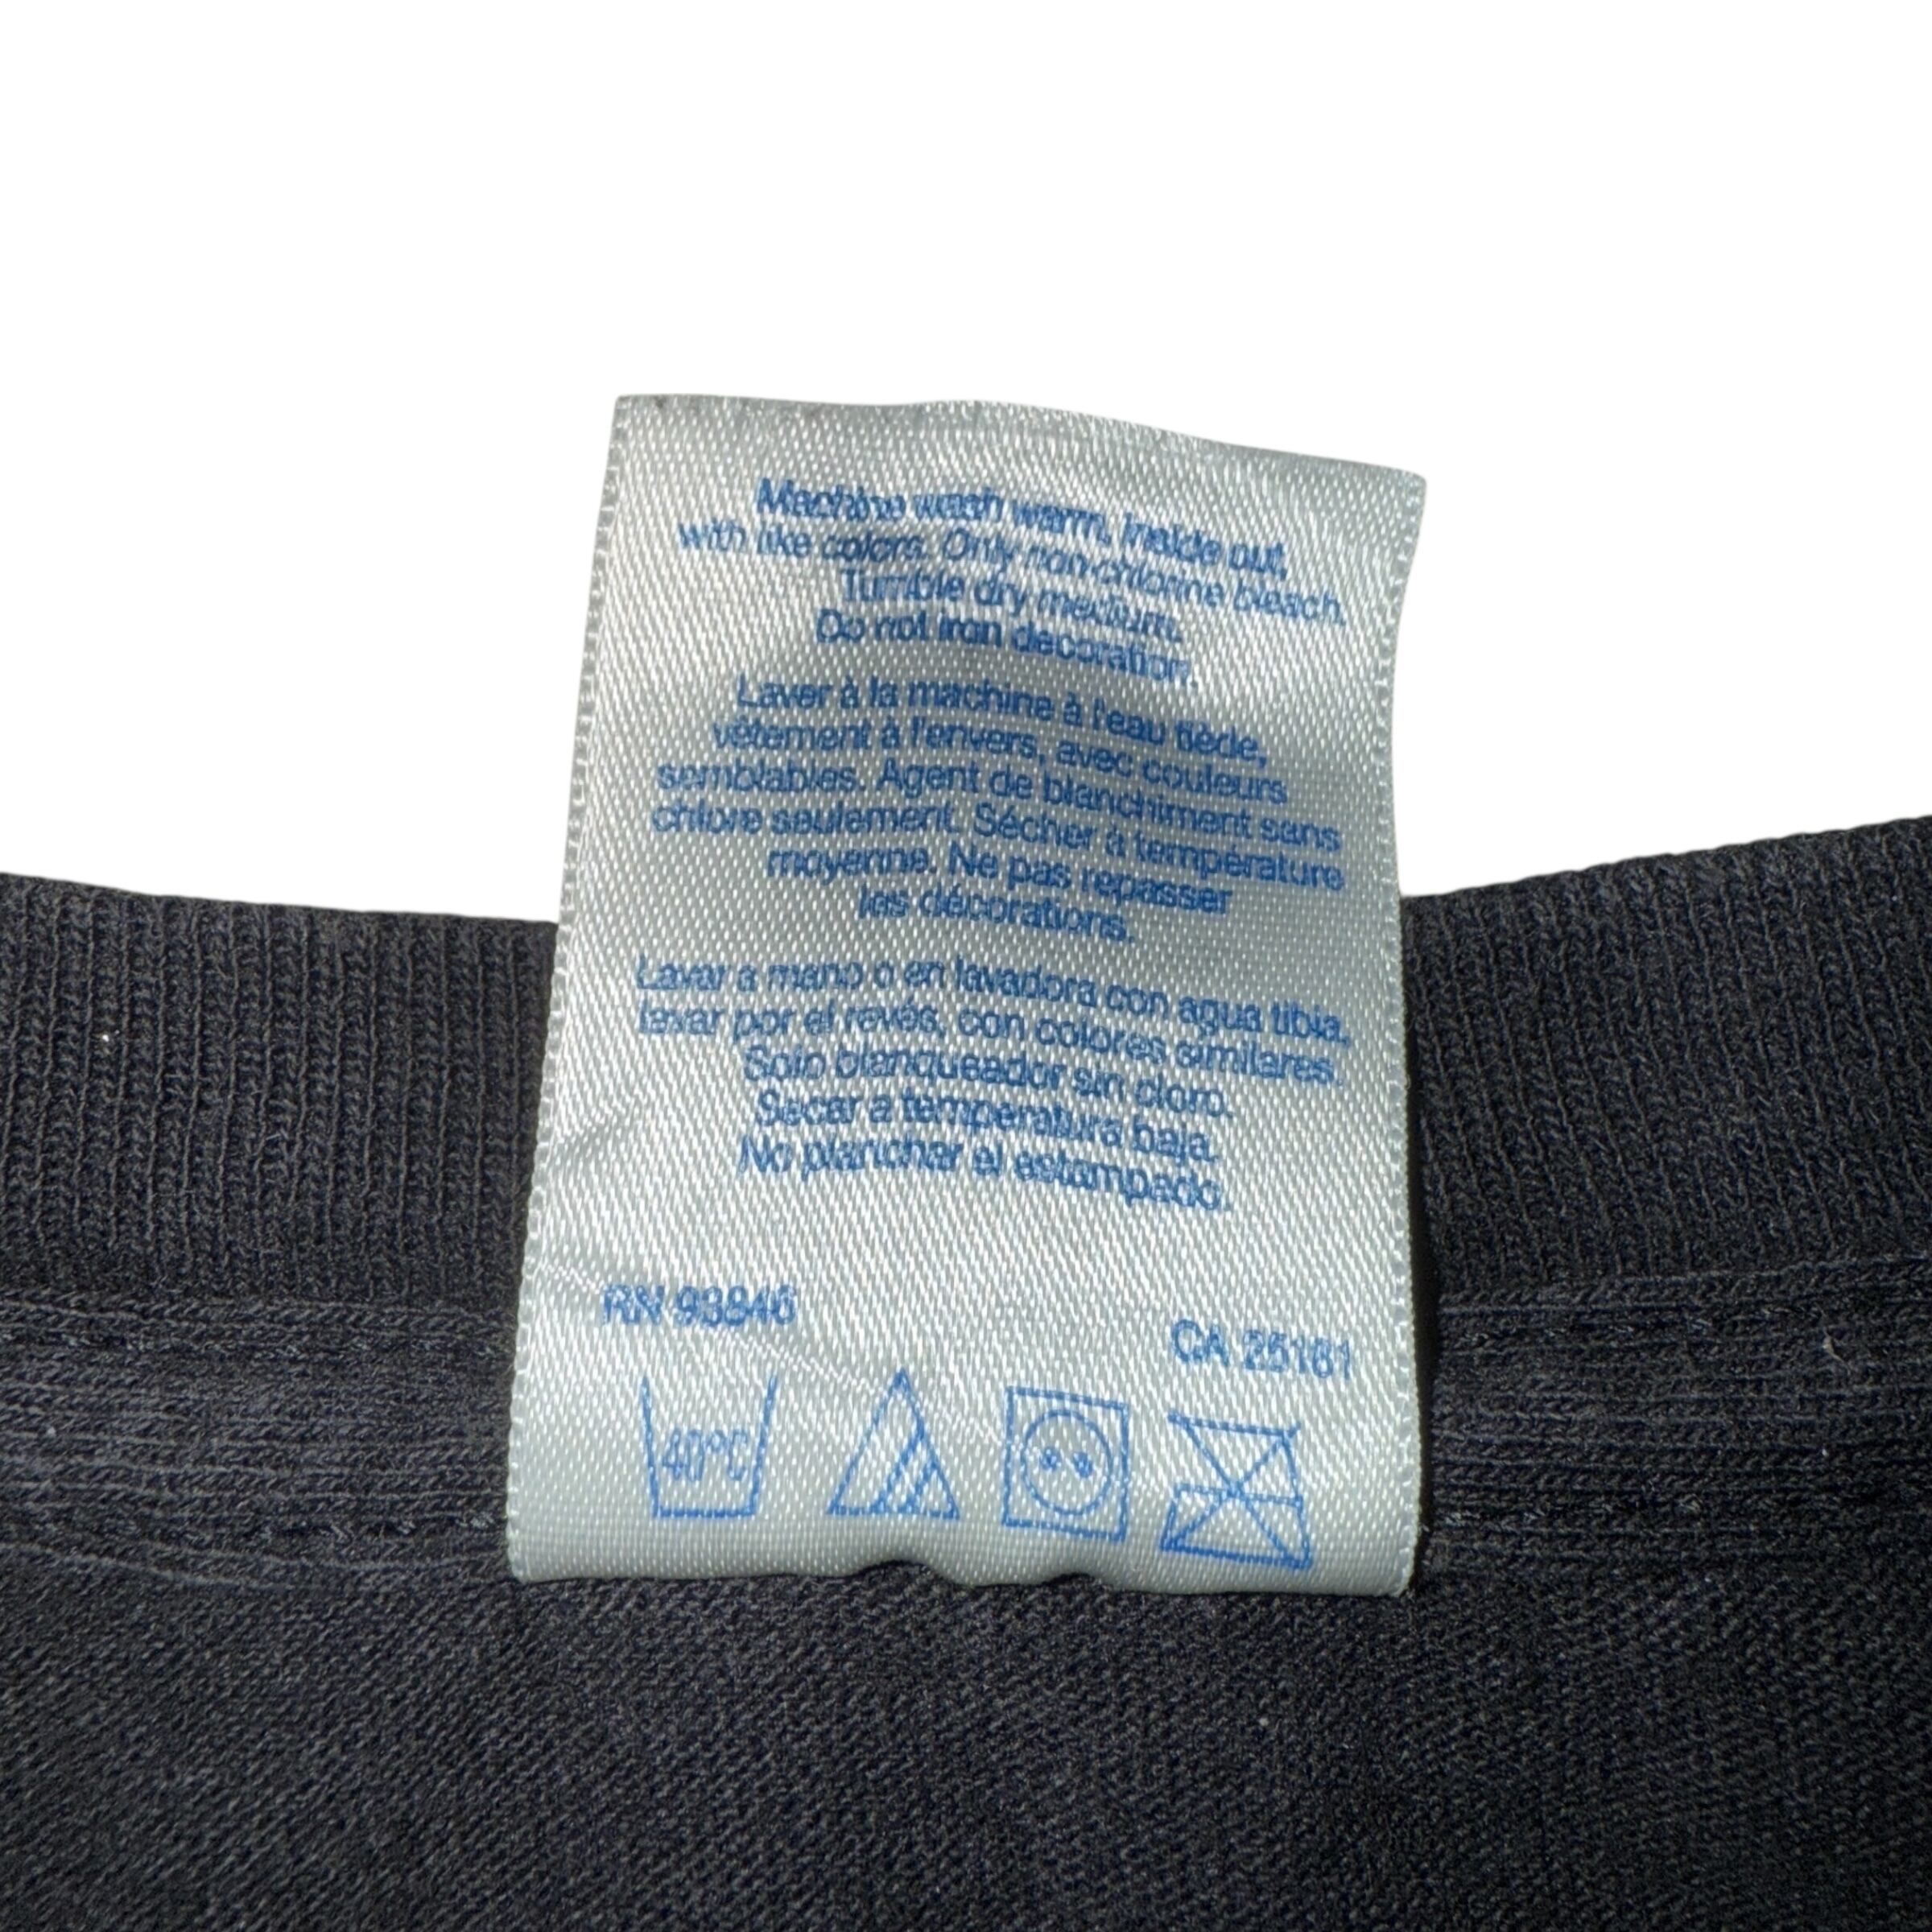 Machine wash warm, inside out,
with like colors. Only non-chlorine bleach.
Tumble dry medium.
Do not iron decoration.
Laver à la machine à l'eau tiède,
vêtement à l'envers, avec couleurs
semblables. Agent de blanchiment sans
chlore seulement. Sécher à température
moyenne. Ne pas repasser
les décorations.
Lavar a mano o en lavadora con agua tibia,
lavar por el revés, con colores similares.
Solo blanqueador sin cloro.
Secar a temperatura baja.
No planchar el estampado.
RN 93846
CA 25161
40°C